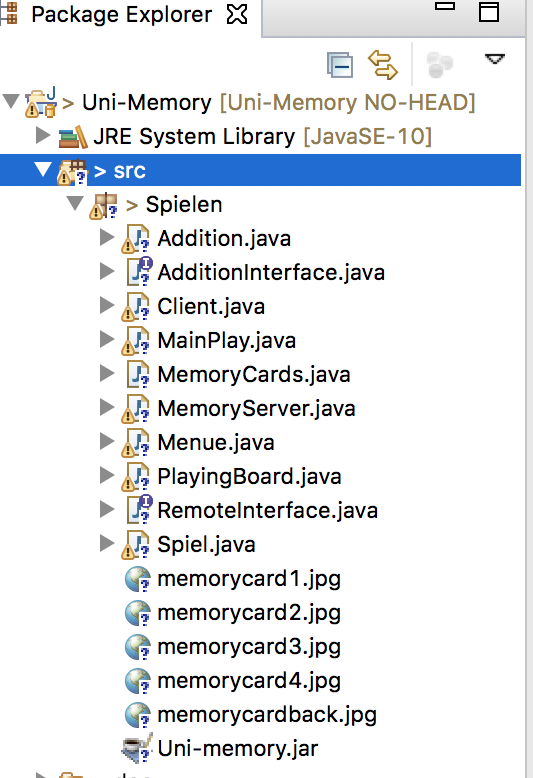 Package Explorer
> Uni-Memory [Uni-Memory NO-HEAD]
JRE System Library [JavaSE-10]
> src
> Spielen
Addition.java
AdditionInterface.java
Client.java
MainPlay.java
MemoryCards.java
MemoryServer.java
Menue.java
PlayingBoard.java
RemoteInterface.java
Spiel.java
memorycard1.jpg
memorycard2.jpg
memorycard3.jpg
memorycard4.jpg
memorycardback.jpg
Uni-memory.jar